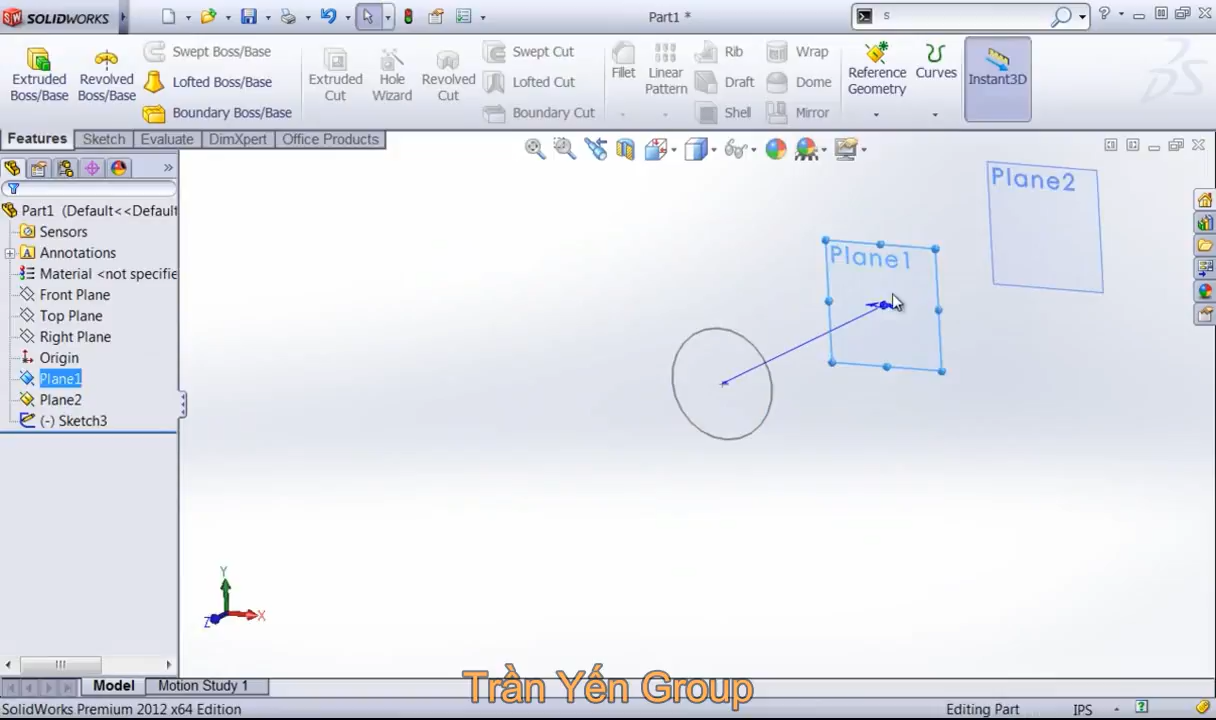 SOLIDWORKS
Part1 *
s
Extruded Boss/Base
Revolved Boss/Base
Swept Boss/Base
Lofted Boss/Base
Boundary Boss/Base
Extruded Cut
Hole Wizard
Revolved Cut
Swept Cut
Lofted Cut
Boundary Cut
Fillet
Linear Pattern
Rib
Draft
Shell
Wrap
Dome
Mirror
Reference Geometry
Curves
Instant3D
Features
Sketch
Evaluate
DimXpert
Office Products
Part1 (Default<<Default
Sensors
Annotations
Material <not specifie
Front Plane
Top Plane
Right Plane
Origin
Plane1
Plane2
(-) Sketch3
Plane1
Plane2
Y
X
Z
Model
Motion Study 1
Trần Yến Group
SolidWorks Premium 2012 x64 Edition
Editing Part
IPS